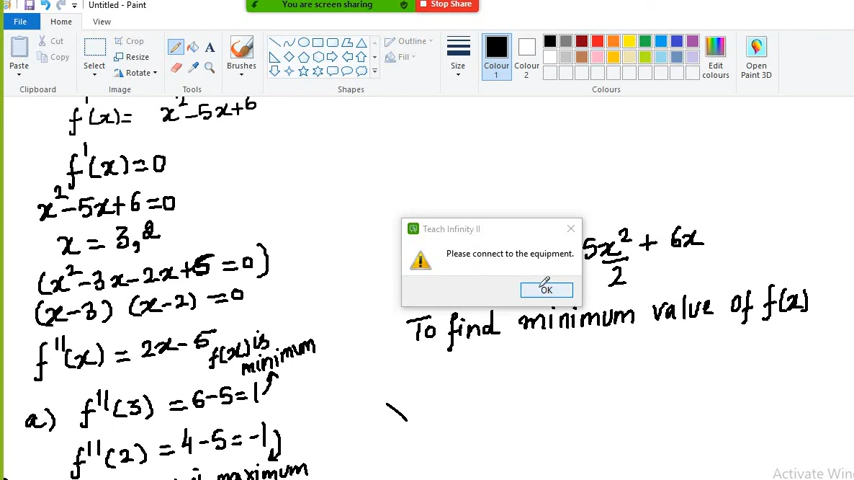 Untitled - Paint
You are screen sharing
Stop Share
File
Home
View
Paste
Cut
Copy
Clipboard
Select
Crop
Resize
Rotate
Image
A
Tools
Brushes
Shapes
Outline
Fill
Size
Colour 1
Colour 2
Colours
Edit colours
Open Paint 3D
f'(x) = x²-5x+6
f'(x)=0
x²-5x+6=0
x = 3,2
(x²-3x-2x+5=0)
(x-3) (x-2) =0
f''(x) = 2x-5
f(x) is minimum
a) f''(3) = 6-5=1
f''(2) = 4-5=-1
is maximum
Teach Infinity II
Please connect to the equipment.
OK
5x²/2 + 6x
To find minimum value of f(x)
Activate Win